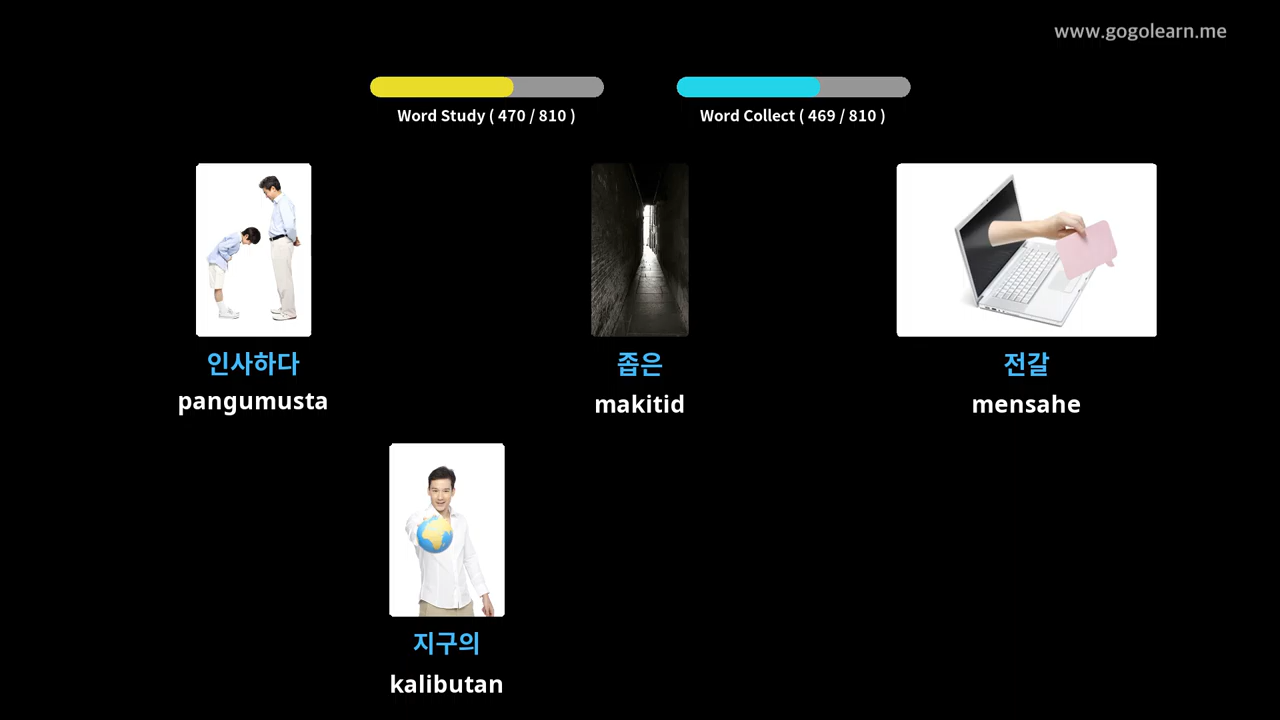 www.gogolearn.me
Word Study ( 470 / 810 )
Word Collect ( 469 / 810 )
인사하다
pangumusta
좁은
makitid
전갈
mensahe
지구의
kalibutan